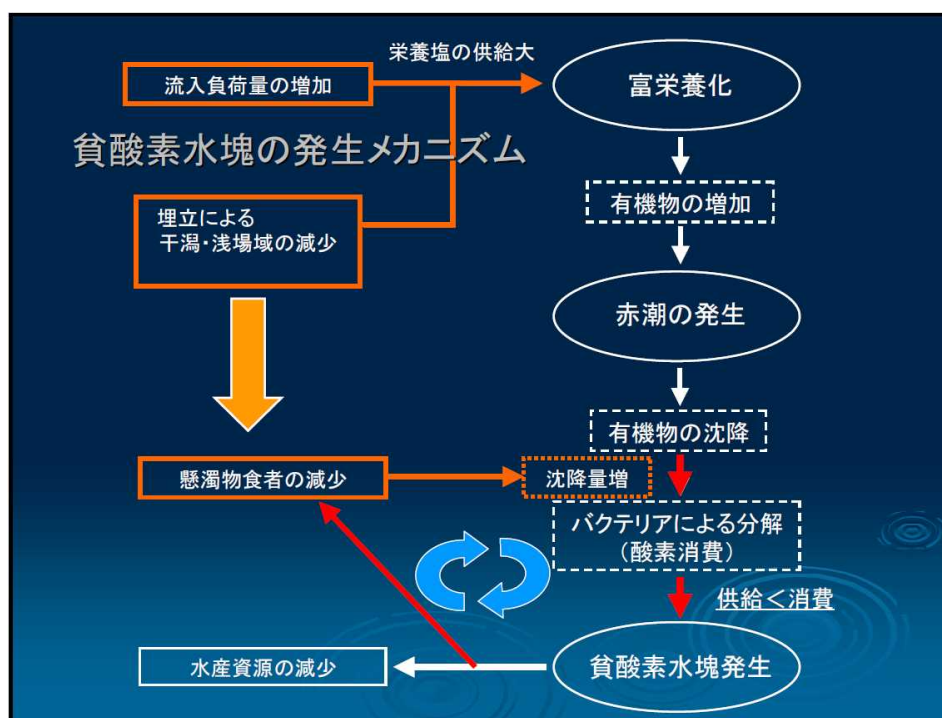 栄養塩の供給大
流入負荷量の増加
富栄養化
貧酸素水塊の発生メカニズム
有機物の増加
埋立による
干潟・浅場域の減少
赤潮の発生
有機物の沈降
懸濁物食者の減少
沈降量増
バクテリアによる分解
(酸素消費)
供給<消費
水産資源の減少
貧酸素水塊発生